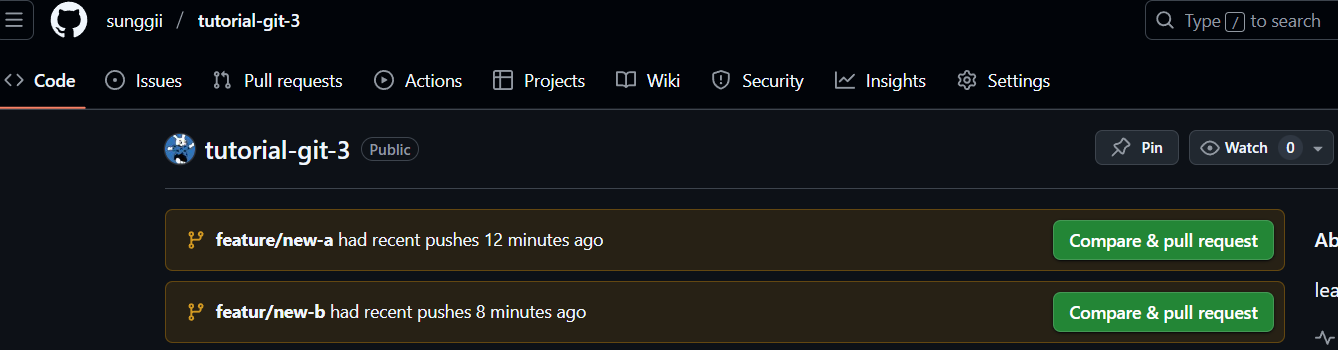 sunggii / tutorial-git-3 Type / to search
Code Issues Pull requests Actions Projects Wiki Security Insights Settings
tutorial-git-3 Public Pin Watch 0
feature/new-a had recent pushes 12 minutes ago Compare & pull request
Ab
featur/new-b had recent pushes 8 minutes ago Compare & pull request
lea